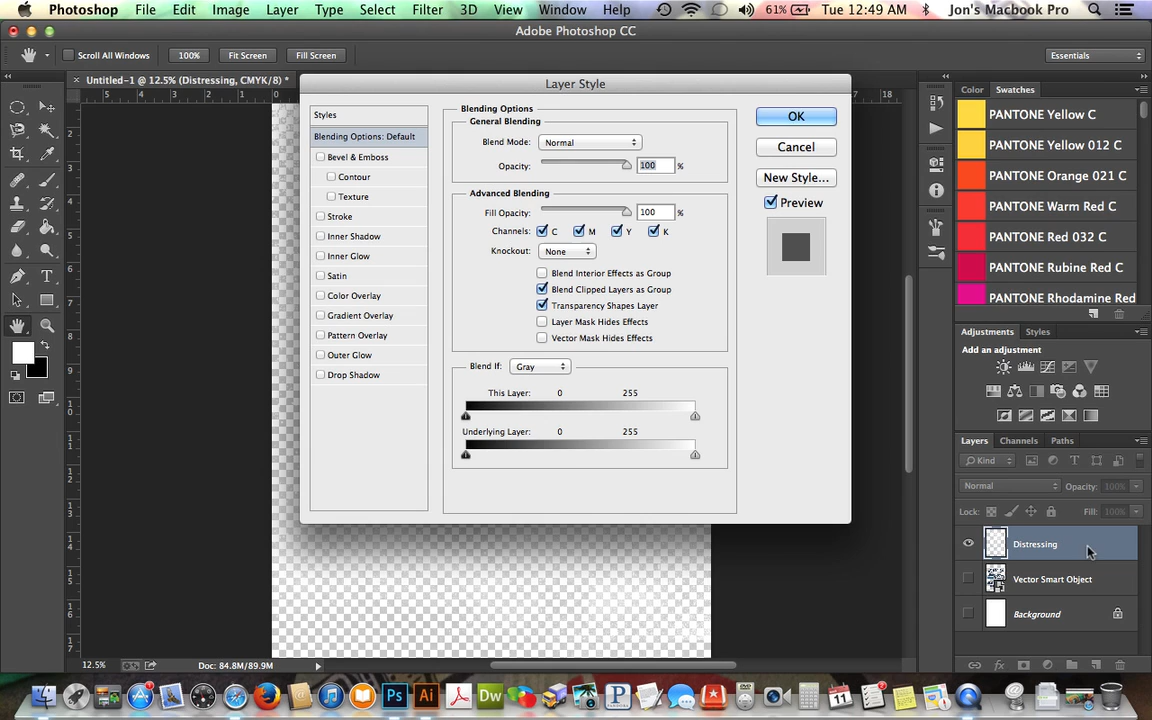 Photoshop File Edit Image Layer Type Select Filter 3D View Window Help 61% Tue 12:49 AM Jon's Macbook Pro
Adobe Photoshop CC
Scroll All Windows 100% Fit Screen Fill Screen Essentials
Untitled-1 @ 12.5% (Distressing, CMYK/8) *
Layer Style
Color Swatches
Styles
Blending Options: Default
Bevel & Emboss
Contour
Texture
Stroke
Inner Shadow
Inner Glow
Satin
Color Overlay
Gradient Overlay
Pattern Overlay
Outer Glow
Drop Shadow
Blending Options
General Blending
Blend Mode: Normal
Opacity: 100 %
Advanced Blending
Fill Opacity: 100 %
Channels: C M Y K
Knockout: None
Blend Interior Effects as Group
Blend Clipped Layers as Group
Transparency Shapes Layer
Layer Mask Hides Effects
Vector Mask Hides Effects
Blend If: Gray
This Layer: 0 255
Underlying Layer: 0 255
OK
Cancel
New Style...
Preview
PANTONE Yellow C
PANTONE Yellow 012 C
PANTONE Orange 021 C
PANTONE Warm Red C
PANTONE Red 032 C
PANTONE Rubine Red C
PANTONE Rhodamine Red
Adjustments Styles
Add an adjustment
Layers Channels Paths
Kind
Normal Opacity: 100%
Lock: Fill: 100%
Distressing
Vector Smart Object
Background
12.5% Doc: 84.8M/89.9M
Ps Ai Dw